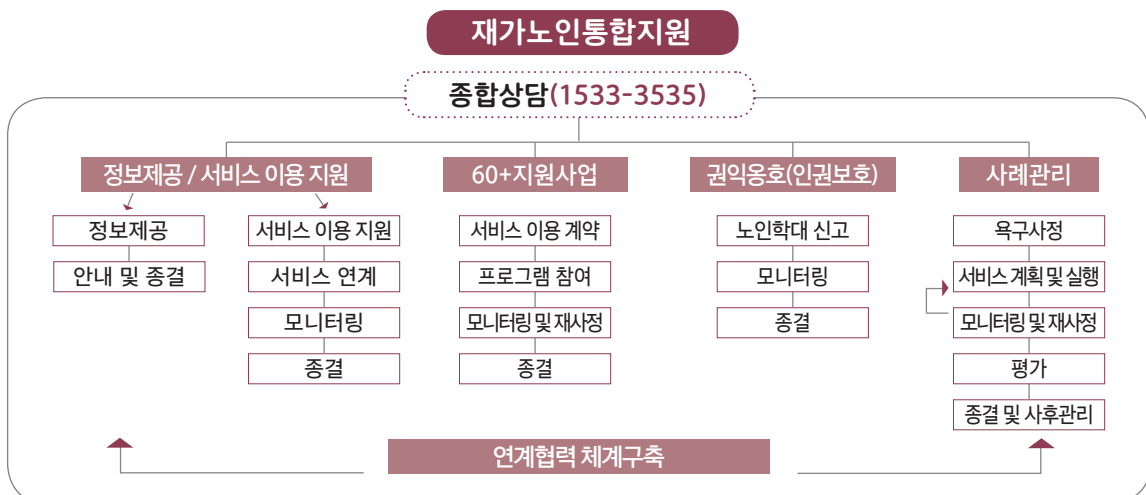 재가노인통합지원
종합상담(1533-3535)
정보제공 / 서비스 이용 지원
정보제공
안내 및 종결
서비스 이용 지원
서비스 연계
모니터링
종결
60+지원사업
서비스 이용 계약
프로그램 참여
모니터링 및 재사정
종결
권익옹호(인권보호)
노인학대 신고
모니터링
종결
사례관리
욕구사정
서비스 계획 및 실행
모니터링 및 재사정
평가
종결 및 사후관리
연계협력 체계구축